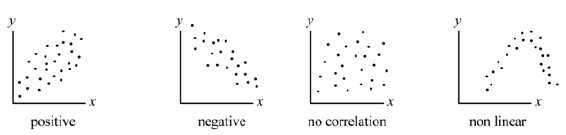 y y y y
x x x x
positive negative no correlation non linear